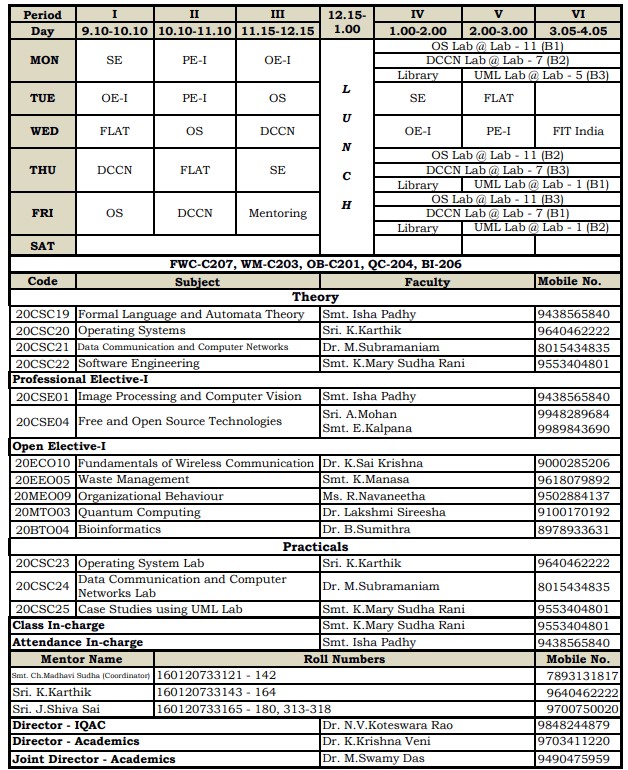 Period I II III 12.15-1.00 IV V VI
Day 9.10-10.10 10.10-11.10 11.15-12.15 1.00-2.00 2.00-3.00 3.05-4.05
MON SE PE-I OE-I
OS Lab @ Lab - 11 (B1)
DCCN Lab @ Lab - 7 (B2)
Library UML Lab @ Lab - 5 (B3)
TUE OE-I PE-I OS SE FLAT
WED FLAT OS DCCN OE-I PE-I FIT India
THU DCCN FLAT SE
OS Lab @ Lab - 11 (B2)
DCCN Lab @ Lab - 7 (B3)
Library UML Lab @ Lab - 1 (B1)
FRI OS DCCN Mentoring
OS Lab @ Lab - 11 (B3)
DCCN Lab @ Lab - 7 (B1)
Library UML Lab @ Lab - 1 (B2)
SAT
L
U
N
C
H
FWC-C207, WM-C203, OB-C201, QC-204, BI-206
Code Subject Faculty Mobile No.
Theory
20CSC19 Formal Language and Automata Theory Smt. Isha Padhy 9438565840
20CSC20 Operating Systems Sri. K.Karthik 9640462222
20CSC21 Data Communication and Computer Networks Dr. M.Subramaniam 8015434835
20CSC22 Software Engineering Smt. K.Mary Sudha Rani 9553404801
Professional Elective-I
20CSE01 Image Processing and Computer Vision Smt. Isha Padhy 9438565840
20CSE04 Free and Open Source Technologies Sri. A.Mohan 9948289684
Smt. E.Kalpana 9989843690
Open Elective-I
20ECO10 Fundamentals of Wireless Communication Dr. K.Sai Krishna 9000285206
20EEO05 Waste Management Smt. K.Manasa 9618079892
20MEO09 Organizational Behaviour Ms. R.Navaneetha 9502884137
20MTO03 Quantum Computing Dr. Lakshmi Sireesha 9100170192
20BTO04 Bioinformatics Dr. B.Sumithra 8978933631
Practicals
20CSC23 Operating System Lab Sri. K.Karthik 9640462222
20CSC24 Data Communication and Computer
Networks Lab Dr. M.Subramaniam 8015434835
20CSC25 Case Studies using UML Lab Smt. K.Mary Sudha Rani 9553404801
Class In-charge Smt. K.Mary Sudha Rani 9553404801
Attendance In-charge Smt. Isha Padhy 9438565840
Mentor Name Roll Numbers Mobile No.
Smt. Ch.Madhavi Sudha (Coordinator) 160120733121 - 142 7893131817
Sri. K.Karthik 160120733143 - 164 9640462222
Sri. J.Shiva Sai 160120733165 - 180, 313-318 9700750020
Director - IQAC Dr. N.V.Koteswara Rao 9848244879
Director - Academics Dr. K.Krishna Veni 9703411220
Joint Director - Academics Dr. M.Swamy Das 9490475959